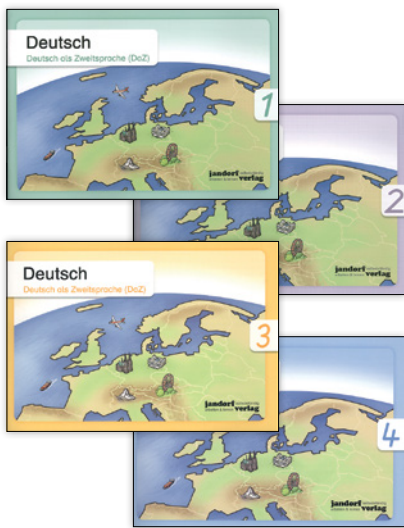 Deutsch
Deutsch als Zweitsprache (DaZ)
1
jandorf
verlag
2
jandorf
verlag
Deutsch
Deutsch als Zweitsprache (DaZ)
3
jandorf
verlag
4
jandorf
verlag